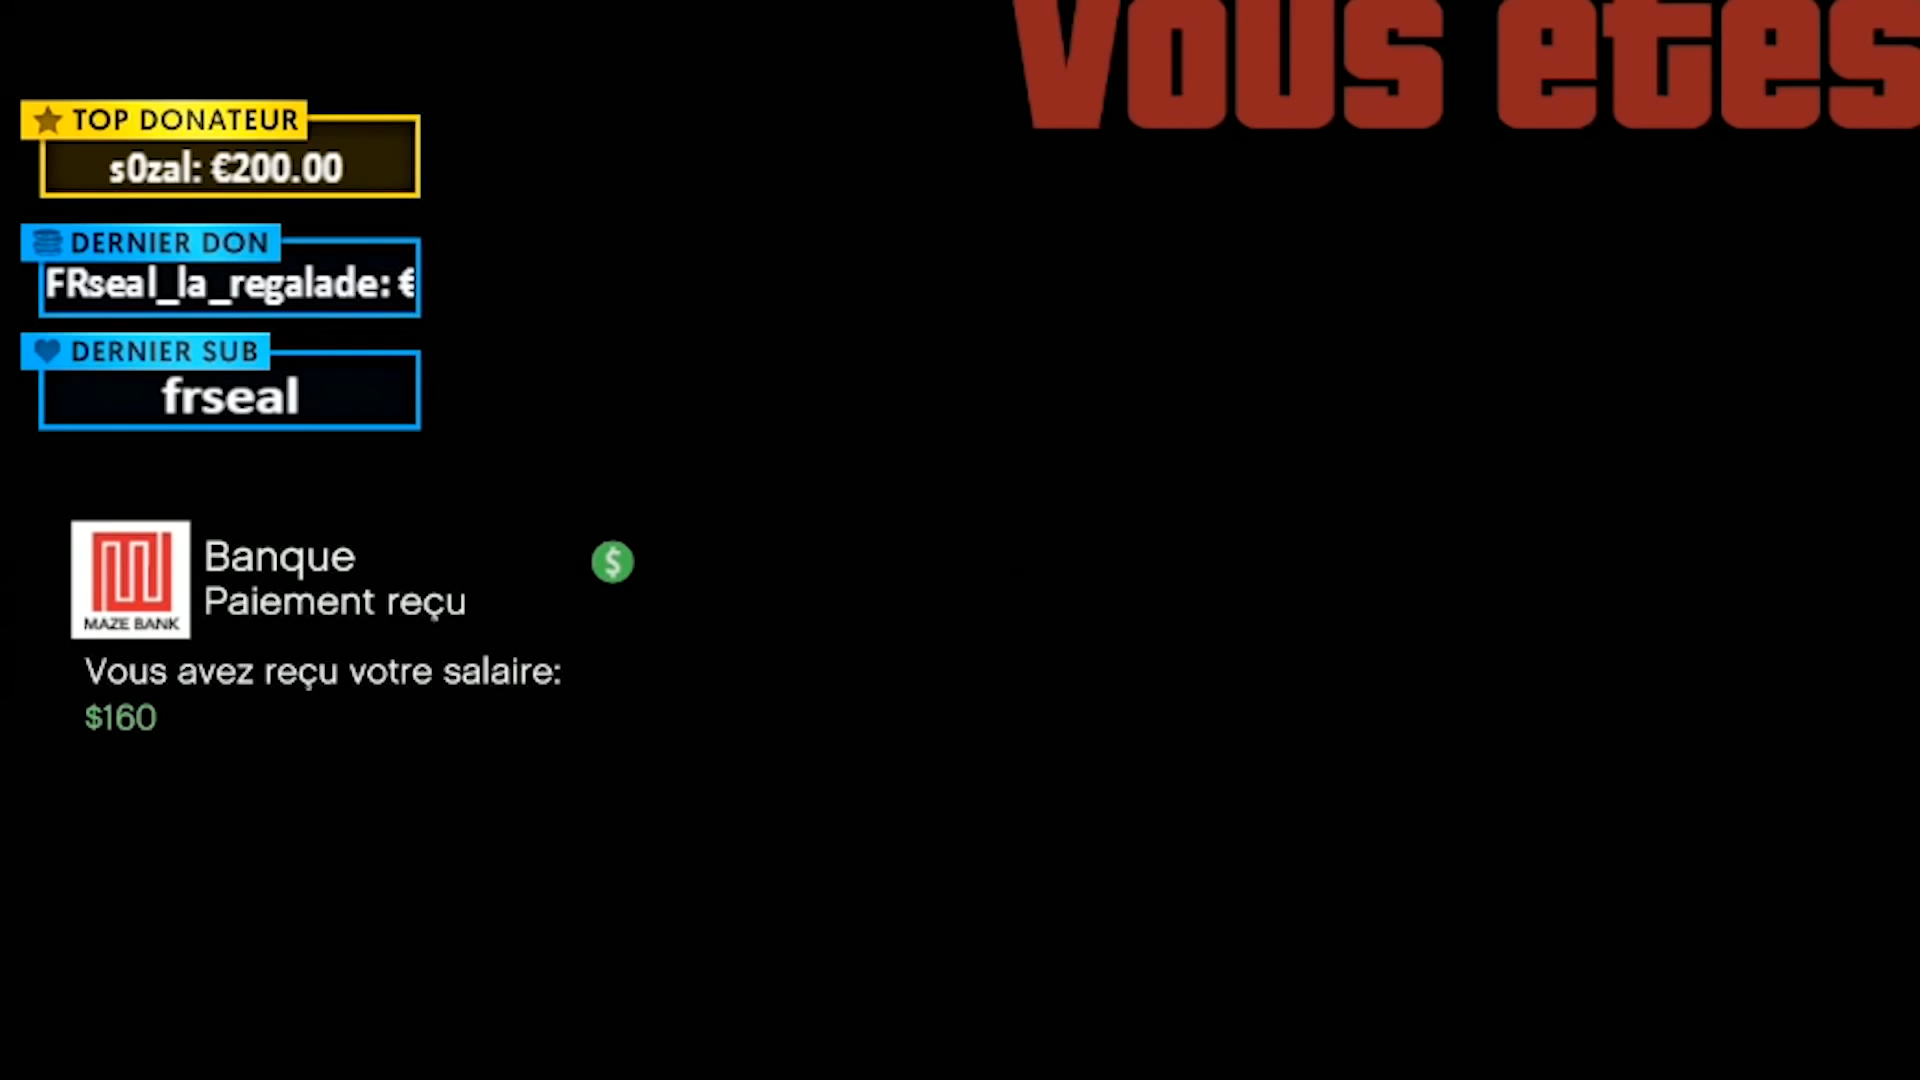 Vous etes
TOP DONATEUR
s0zal: €200.00
DERNIER DON
FRseal_la_regalade: €
DERNIER SUB
frseal
MAZE BANK
Banque
Paiement reçu
Vous avez reçu votre salaire:
$160